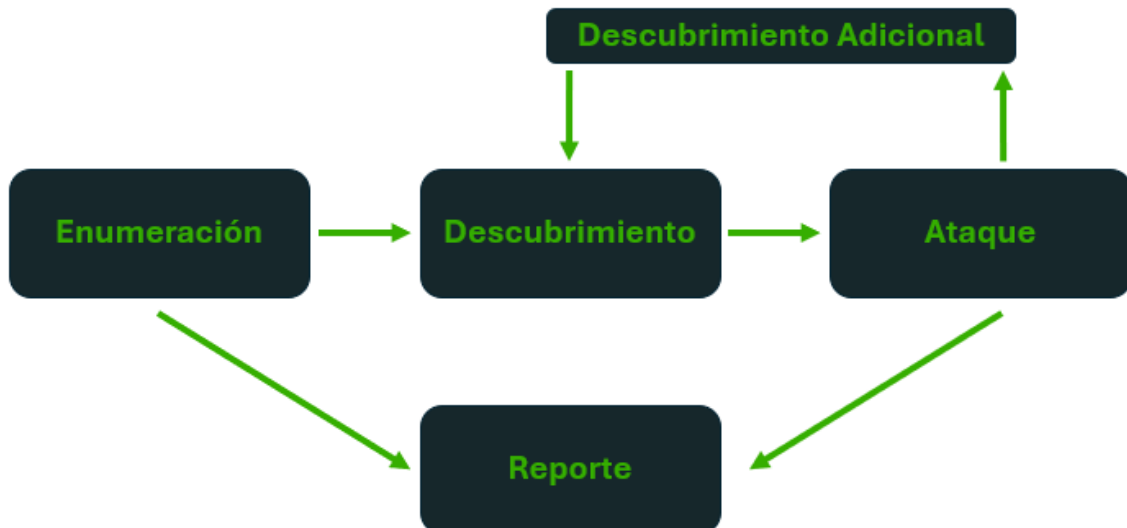 Descubrimiento Adicional
Enumeración
Descubrimiento
Ataque
Reporte